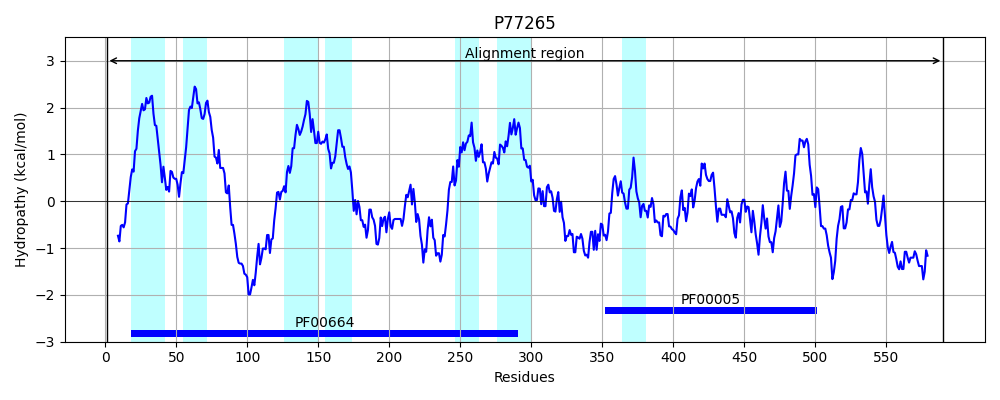 P77265
Alignment region
3
2
1
0
−1
−2
−3
Hydropathy (kcal/mol)
PF00005
PF00664
0 50 100 150 200 250 300 350 400 450 500 550
Residues